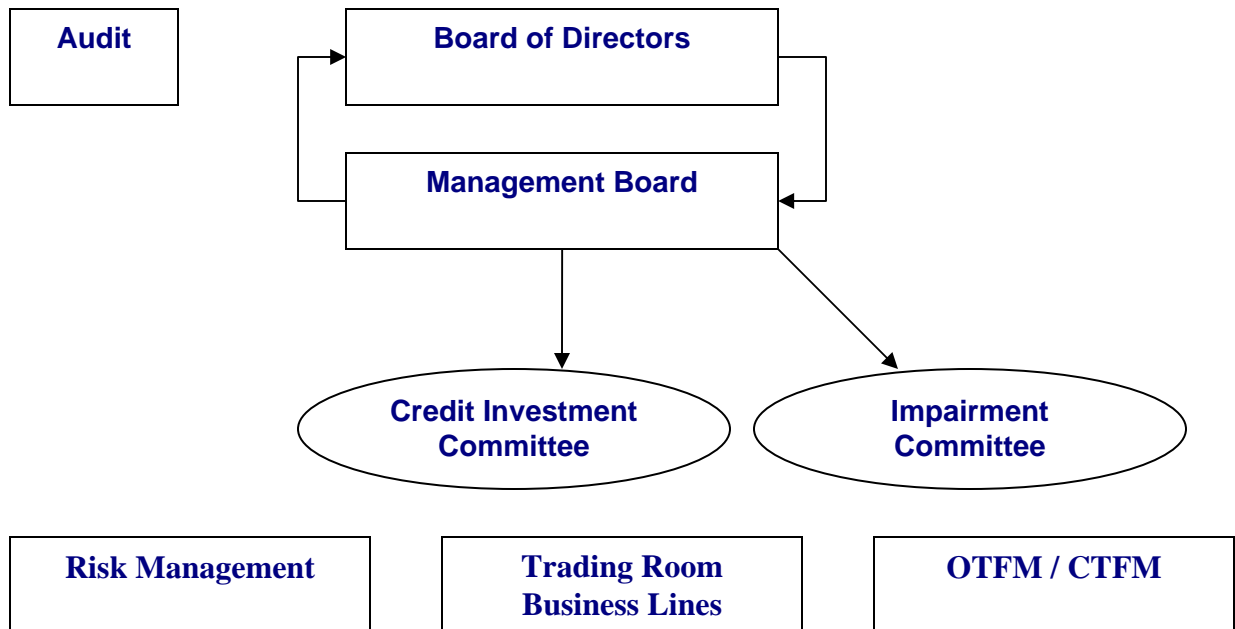 Audit
Board of Directors
Management Board
Credit Investment
Committee
Impairment
Committee
Risk Management
Trading Room
Business Lines
OTFM / CTFM